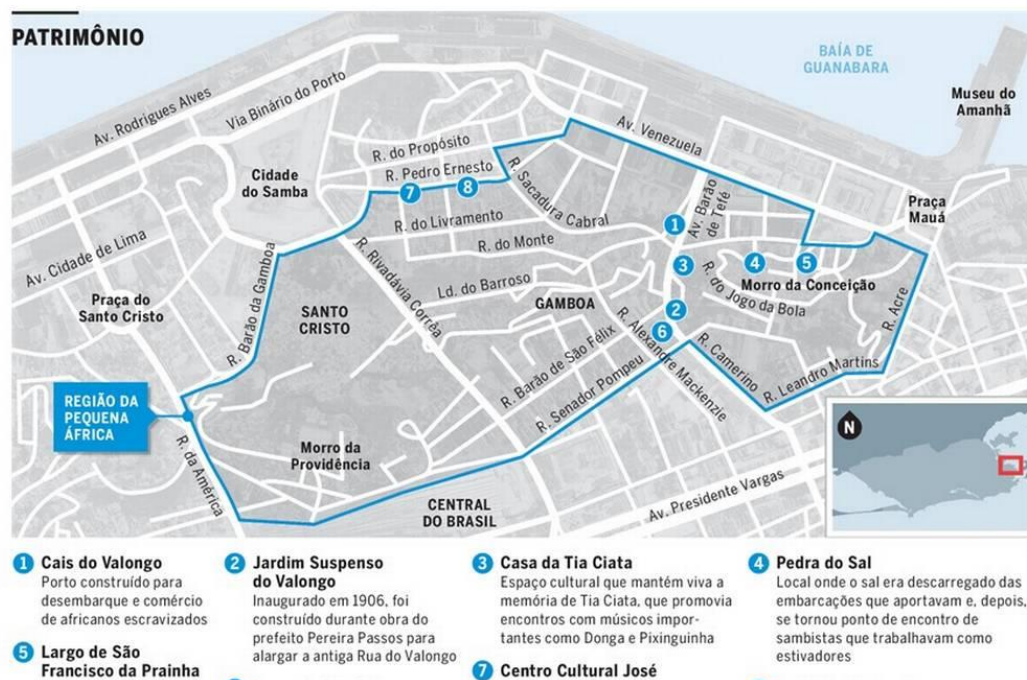 PATRIMÔNIO
BAÍA DE
GUANABARA
Museu do
Amanhã
Av. Rodrigues Alves
Via Binário do Porto
Av. Venezuela
R. do Propósito
R. Pedro Ernesto
Cidade
do Samba
R. Sacadura Cabral
Av. Barão
de Tefé
Praça
Mauá
7
8
1
R. do Livramento
Av. Cidade de Lima
R. do Monte
3
4
5
Morro da Conceição
R. do Jogo da Bola
Ld. do Barroso
R. Rivadávia Corrêa
Praça do
Santo Cristo
R. Barão da Gamboa
SANTO
CRISTO
GAMBOA
2
6
R. Acre
R. Alexandre Mackenzie
R. Camerino
R. Leandro Martins
R. Barão de São Félix
R. Senador Pompeu
REGIÃO DA
PEQUENA
ÁFRICA
R. da América
Morro da
Providência
CENTRAL
DO BRASIL
Av. Presidente Vargas
N
1 Cais do Valongo
Porto construído para
desembarque e comércio
de africanos escravizados
2 Jardim Suspenso
do Valongo
Inaugurado em 1906, foi
construído durante obra do
prefeito Pereira Passos para
alargar a antiga Rua do Valongo
3 Casa da Tia Ciata
Espaço cultural que mantém viva a
memória de Tia Ciata, que promovia
encontros com músicos impor-
tantes como Donga e Pixinguinha
4 Pedra do Sal
Local onde o sal era descarregado das
embarcações que aportavam e, depois,
se tornou ponto de encontro de
sambistas que trabalhavam como
estivadores
5 Largo de São
Francisco da Prainha
7 Centro Cultural José